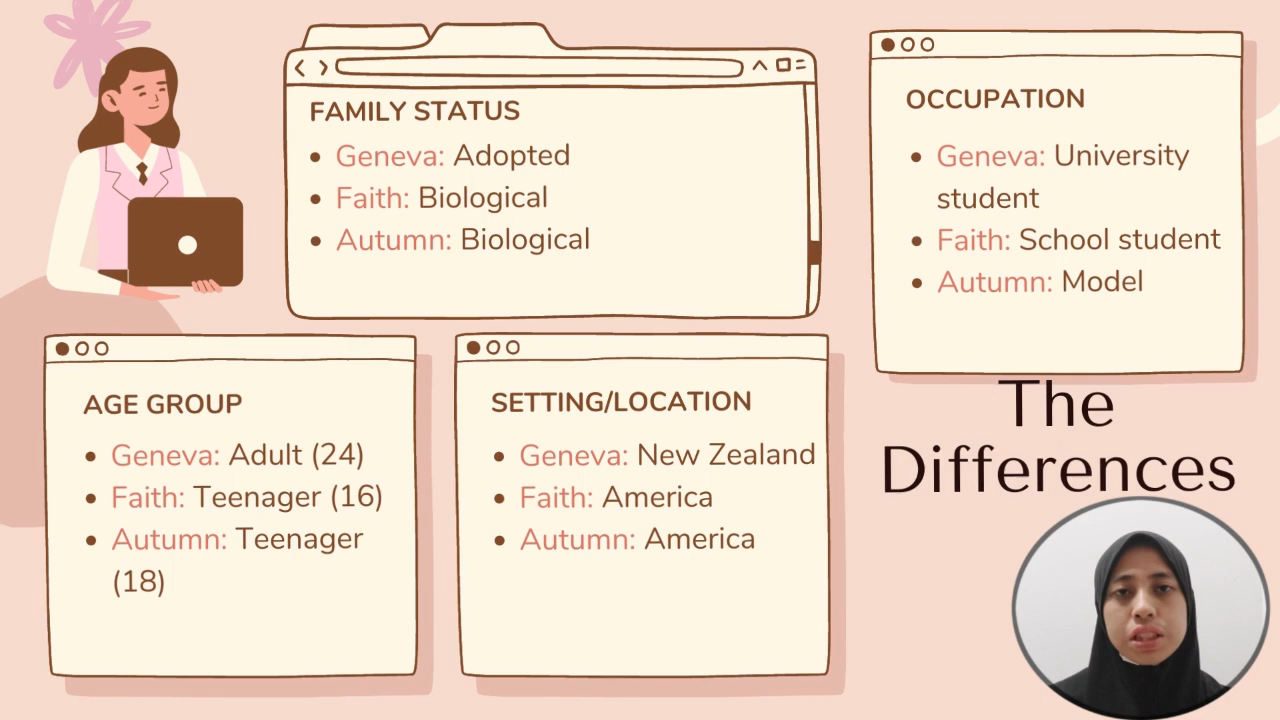 FAMILY STATUS
Geneva: Adopted
Faith: Biological
Autumn: Biological
OCCUPATION
Geneva: University
student
Faith: School student
Autumn: Model
AGE GROUP
Geneva: Adult (24)
Faith: Teenager (16)
Autumn: Teenager
(18)
SETTING/LOCATION
Geneva: New Zealand
Faith: America
Autumn: America
The
Differences